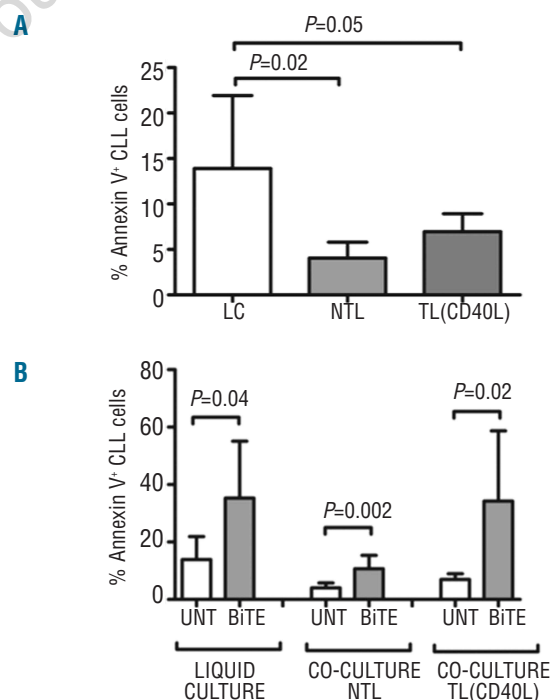 A
P=0.05
P=0.02
% Annexin V⁺ CLL cells
25
20
15
10
5
0
LC NTL TL(CD40L)
B
% Annexin V⁺ CLL cells
80
60
40
20
0
P=0.04
P=0.002
P=0.02
UNT BiTE UNT BiTE UNT BiTE
LIQUID CULTURE
CO-CULTURE NTL
CO-CULTURE TL(CD40L)